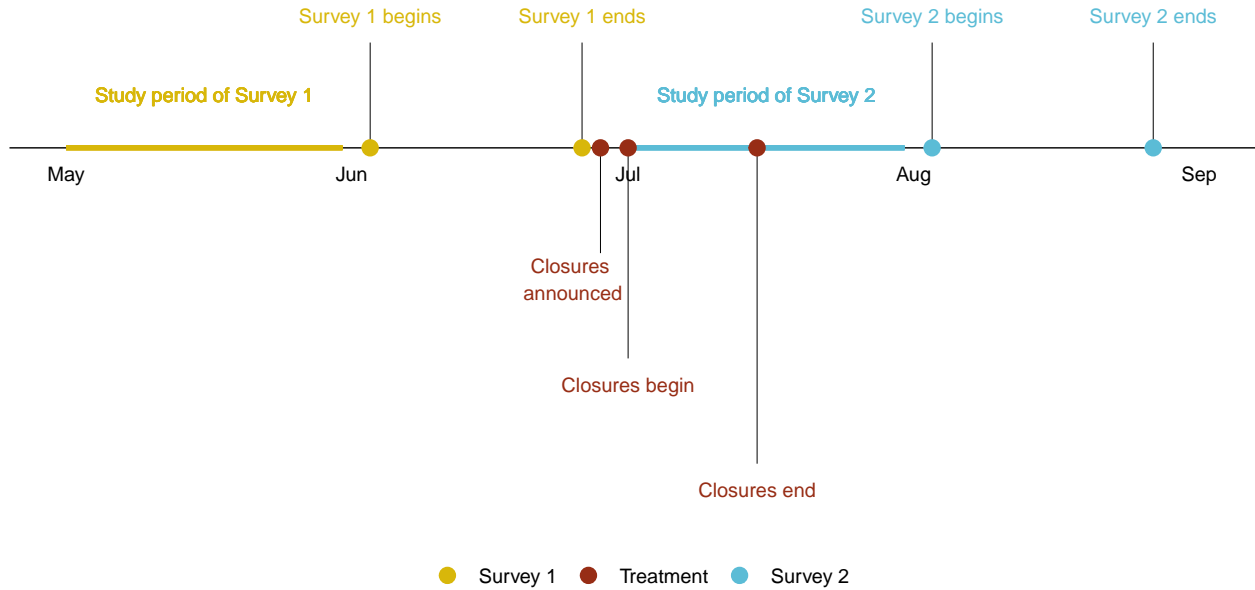 Survey 1 begins
Survey 1 ends
Survey 2 begins
Survey 2 ends
Study period of Survey 1
Study period of Survey 2
May
Jun
Jul
Aug
Sep
Closures
announced
Closures begin
Closures end
Survey 1
Treatment
Survey 2